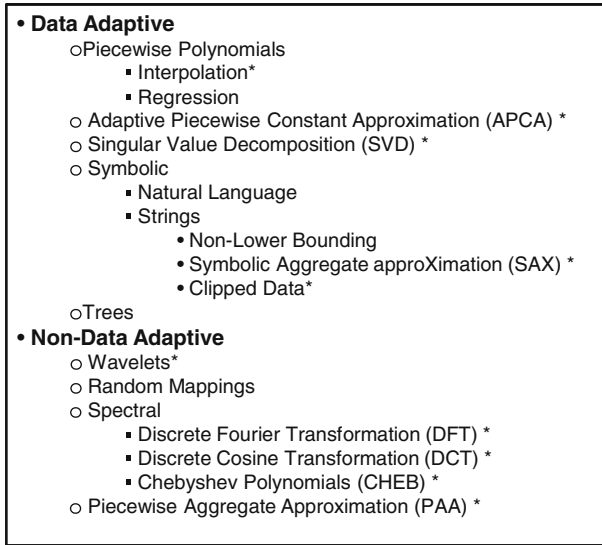 • Data Adaptive
○Piecewise Polynomials
▪ Interpolation*
▪ Regression
○ Adaptive Piecewise Constant Approximation (APCA) *
○ Singular Value Decomposition (SVD) *
○ Symbolic
▪ Natural Language
▪ Strings
• Non-Lower Bounding
• Symbolic Aggregate approXimation (SAX) *
• Clipped Data*
○Trees
• Non-Data Adaptive
○ Wavelets*
○ Random Mappings
○ Spectral
▪ Discrete Fourier Transformation (DFT) *
▪ Discrete Cosine Transformation (DCT) *
▪ Chebyshev Polynomials (CHEB) *
○ Piecewise Aggregate Approximation (PAA) *